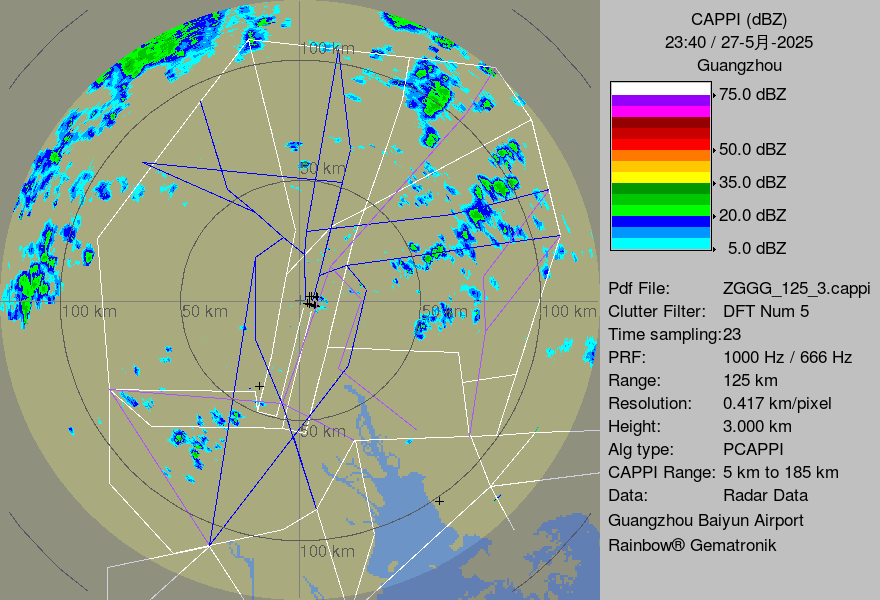 CAPPI (dBZ)
23:40 / 27-5月-2025
Guangzhou
75.0 dBZ
50.0 dBZ
35.0 dBZ
20.0 dBZ
5.0 dBZ
Pdf File: ZGGG_125_3.cappi
Clutter Filter: DFT Num 5
Time sampling:23
PRF: 1000 Hz / 666 Hz
Range: 125 km
Resolution: 0.417 km/pixel
Height: 3.000 km
Alg type: PCAPPI
CAPPI Range: 5 km to 185 km
Data: Radar Data
Guangzhou Baiyun Airport
Rainbow® Gematronik
100 km
50 km
100 km
50 km
50 km
100 km
50 km
100 km